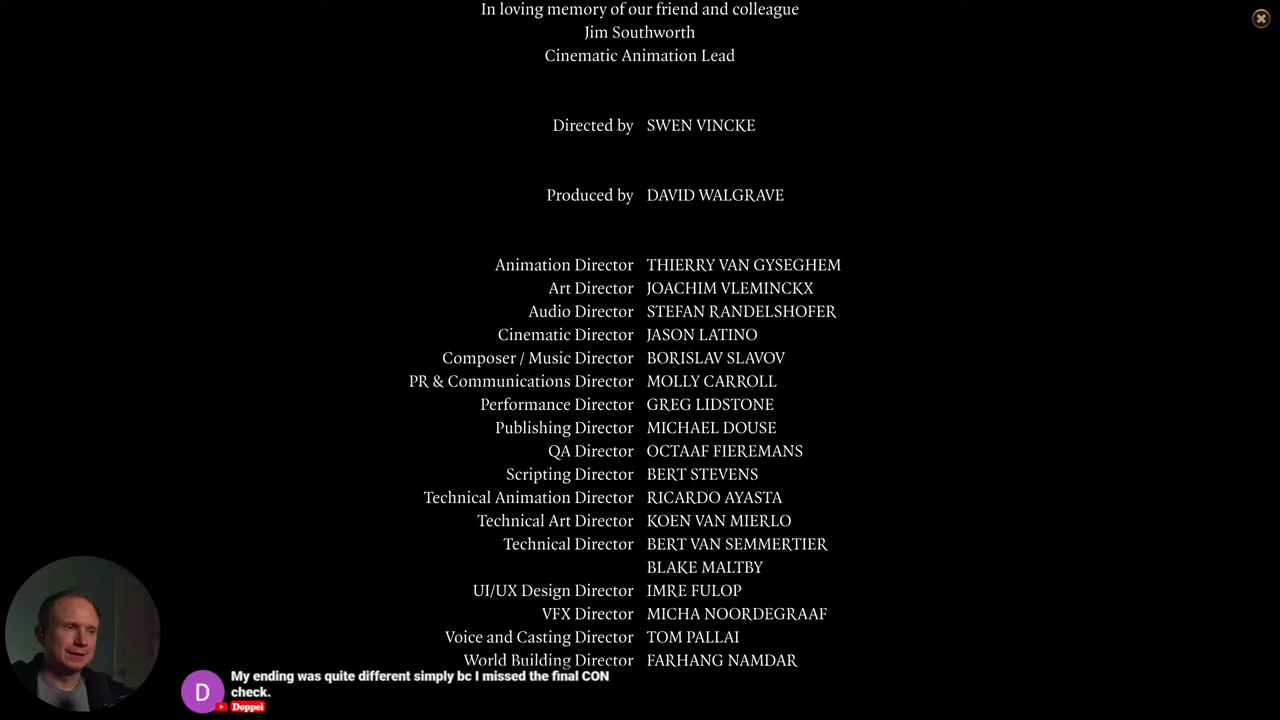 In loving memory of our friend and colleague
Jim Southworth
Cinematic Animation Lead
Directed by SWEN VINCKE
Produced by DAVID WALGRAVE
Animation Director THIERRY VAN GYSEGHEM
Art Director JOACHIM VLEMINCKX
Audio Director STEFAN RANDELSHOFER
Cinematic Director JASON LATINO
Composer / Music Director BORISLAV SLAVOV
PR & Communications Director MOLLY CARROLL
Performance Director GREG LIDSTONE
Publishing Director MICHAEL DOUSE
QA Director OCTAAF FIEREMANS
Scripting Director BERT STEVENS
Technical Animation Director RICARDO AYASTA
Technical Art Director KOEN VAN MIERLO
Technical Director BERT VAN SEMMERTIER
BLAKE MALTBY
UI/UX Design Director IMRE FULOP
VFX Director MICHA NOORDEGRAAF
Voice and Casting Director TOM PALLAI
World Building Director FARHANG NAMDAR
D
My ending was quite different simply bc I missed the final CON
check.
Doppel